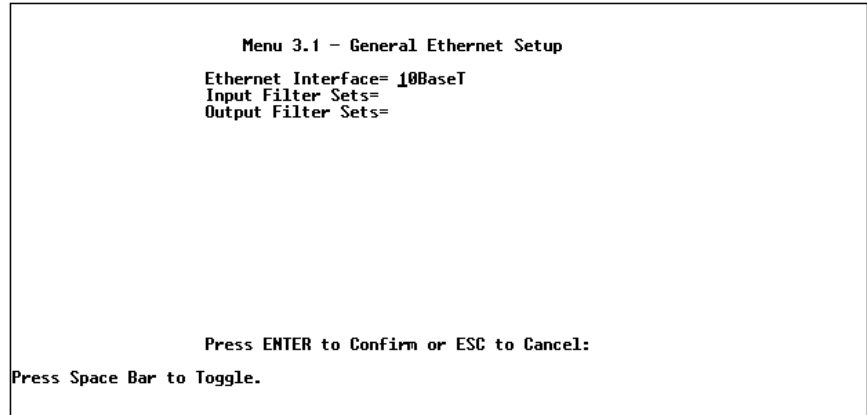 Menu 3.1 - General Ethernet Setup
Ethernet Interface= 10BaseT
Input Filter Sets=
Output Filter Sets=
Press ENTER to Confirm or ESC to Cancel:
Press Space Bar to Toggle.